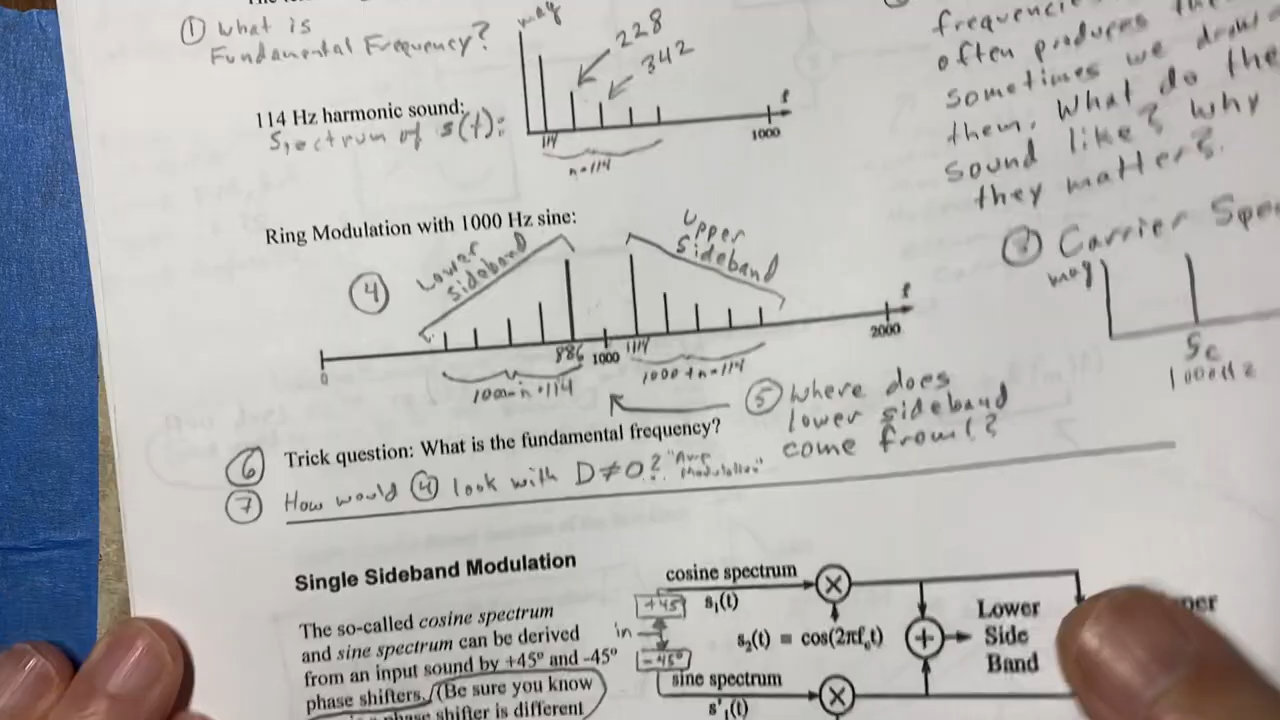 ① What is
Fundamental Frequency?
mag
228
342
114 Hz harmonic sound:
Spectrum of s(t):
114
f
1000
n·114
often produces
sometimes we
them. What do the
sound like? Why
they matter?
Ring Modulation with 1000 Hz sine:
④
Lower
sideband
Upper
sideband
f
0
886
1000
1114
2000
1000-n·114
1000+n·114
Carrier
mag
1000Hz
⑤ Where does
lower sideband
come from!?
⑥ Trick question: What is the fundamental frequency?
⑦ How would ④ look with D≠0? "Amp
Modulation"
Single Sideband Modulation
The so-called cosine spectrum
and sine spectrum can be derived
from an input sound by +45º and -45º
phase shifters. (Be sure you know
phase shifter is different
cosine spectrum
+45
s₁(t)
in
s₂(t) = cos(2πf₀t)
-45°
sine spectrum
s'₁(t)
×
×
+
Lower
Side
Band